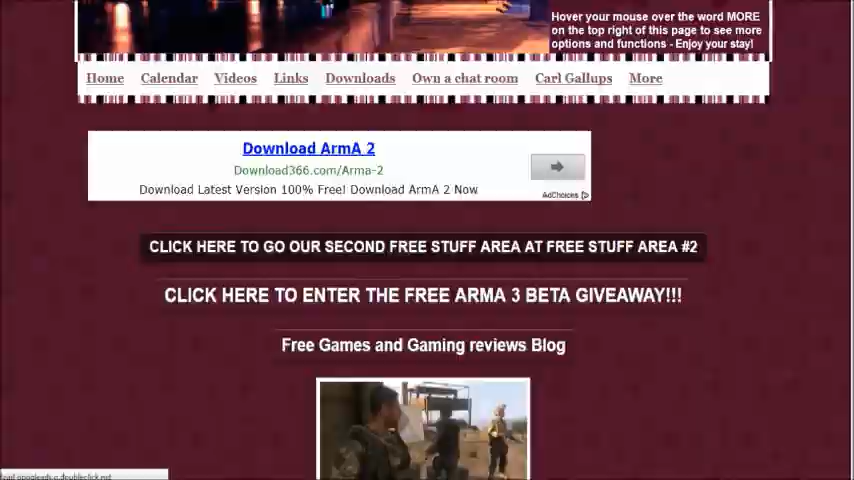 Hover your mouse over the word MORE
on the top right of this page to see more
options and functions - Enjoy your stay!
Home Calendar Videos Links Downloads Own a chat room Carl Gallups More
Download ArmA 2
Download366.com/Arma-2
Download Latest Version 100% Free! Download ArmA 2 Now
AdChoices
CLICK HERE TO GO OUR SECOND FREE STUFF AREA AT FREE STUFF AREA #2
CLICK HERE TO ENTER THE FREE ARMA 3 BETA GIVEAWAY!!!
Free Games and Gaming reviews Blog